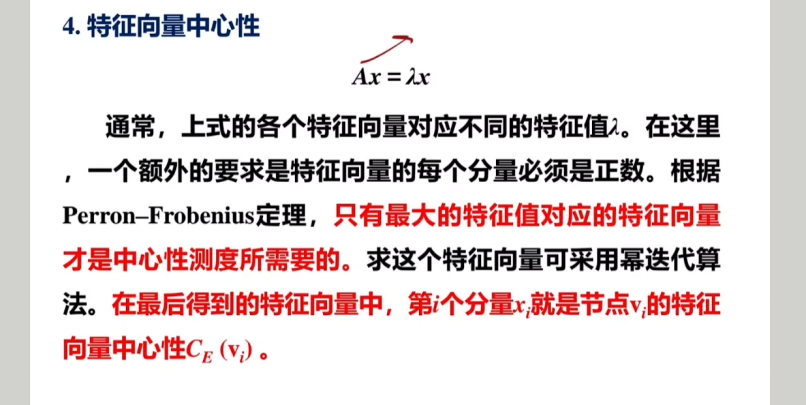 4. 特征向量中心性
Ax = λx
通常，上式的各个特征向量对应不同的特征值λ。在这里
，一个额外的要求是特征向量的每个分量必须是正数。根据
Perron–Frobenius定理，只有最大的特征值对应的特征向量
才是中心性测度所需要的。求这个特征向量可采用幂迭代算
法。在最后得到的特征向量中，第i个分量xᵢ就是节点vᵢ的特征
向量中心性C_E (vᵢ) 。